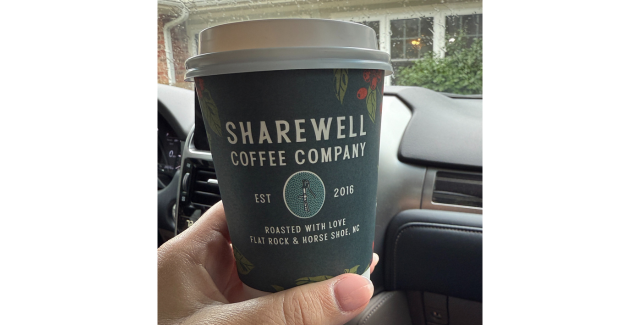 SHAREWELL
COFFEE COMPANY
EST 2016
ROASTED WITH LOVE
FLAT ROCK & HORSE SHOE, NC